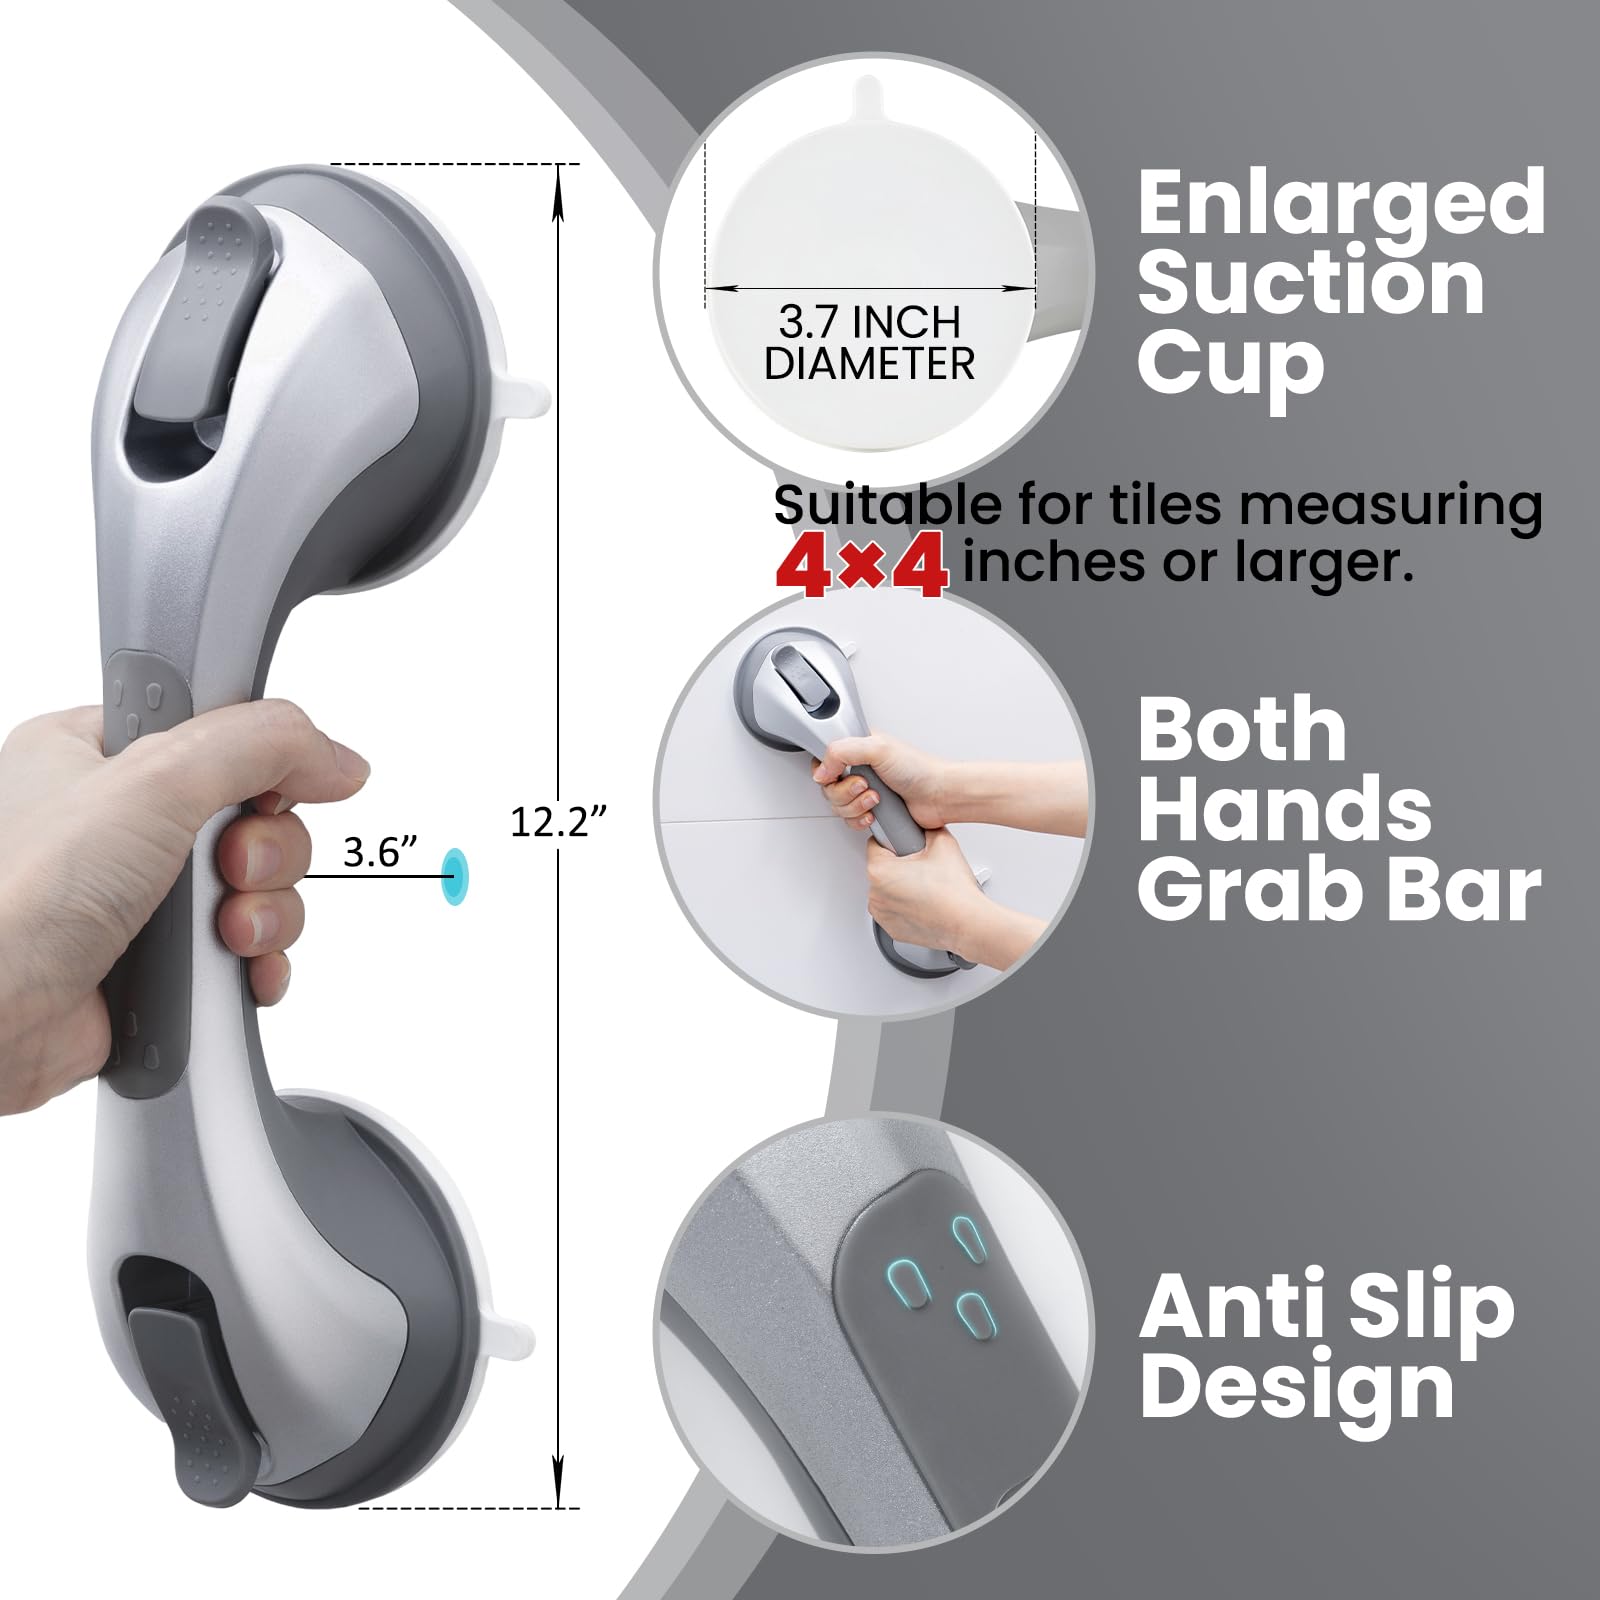 Enlarged
Suction
Cup
3.7 INCH
DIAMETER
Suitable for tiles measuring
4×4 inches or larger.
12.2”
3.6”
Both
Hands
Grab Bar
Anti Slip
Design